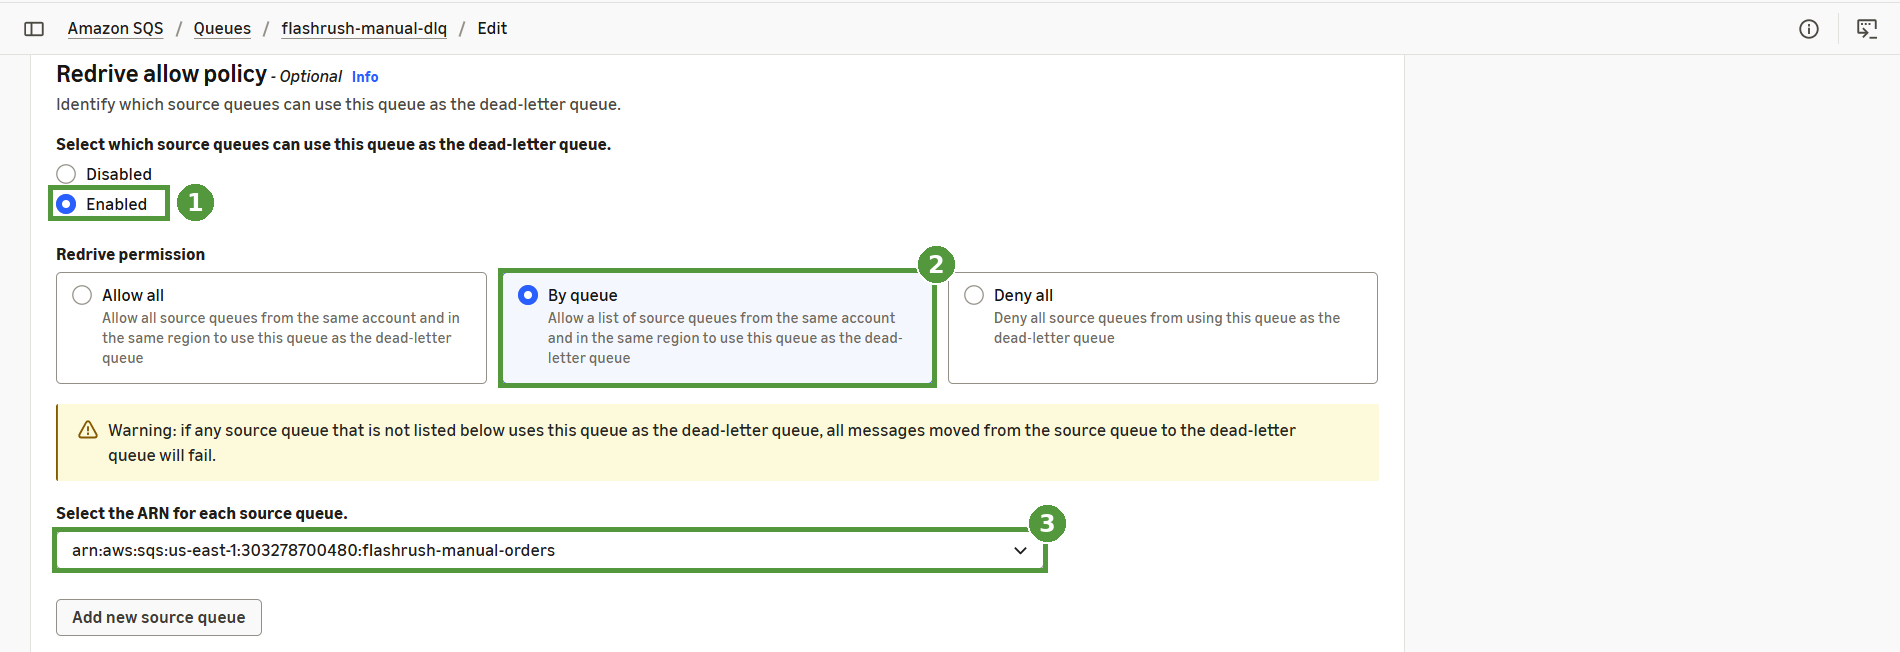 Amazon SQS / Queues / flashrush-manual-dlq / Edit
Redrive allow policy - Optional Info
Identify which source queues can use this queue as the dead-letter queue.
Select which source queues can use this queue as the dead-letter queue.
Disabled
Enabled
1
Redrive permission
2
Allow all
Allow all source queues from the same account and in
the same region to use this queue as the dead-letter
queue
By queue
Allow a list of source queues from the same account
and in the same region to use this queue as the dead-
letter queue
Deny all
Deny all source queues from using this queue as the
dead-letter queue
Warning: if any source queue that is not listed below uses this queue as the dead-letter queue, all messages moved from the source queue to the dead-letter
queue will fail.
Select the ARN for each source queue.
3
arn:aws:sqs:us-east-1:303278700480:flashrush-manual-orders
Add new source queue